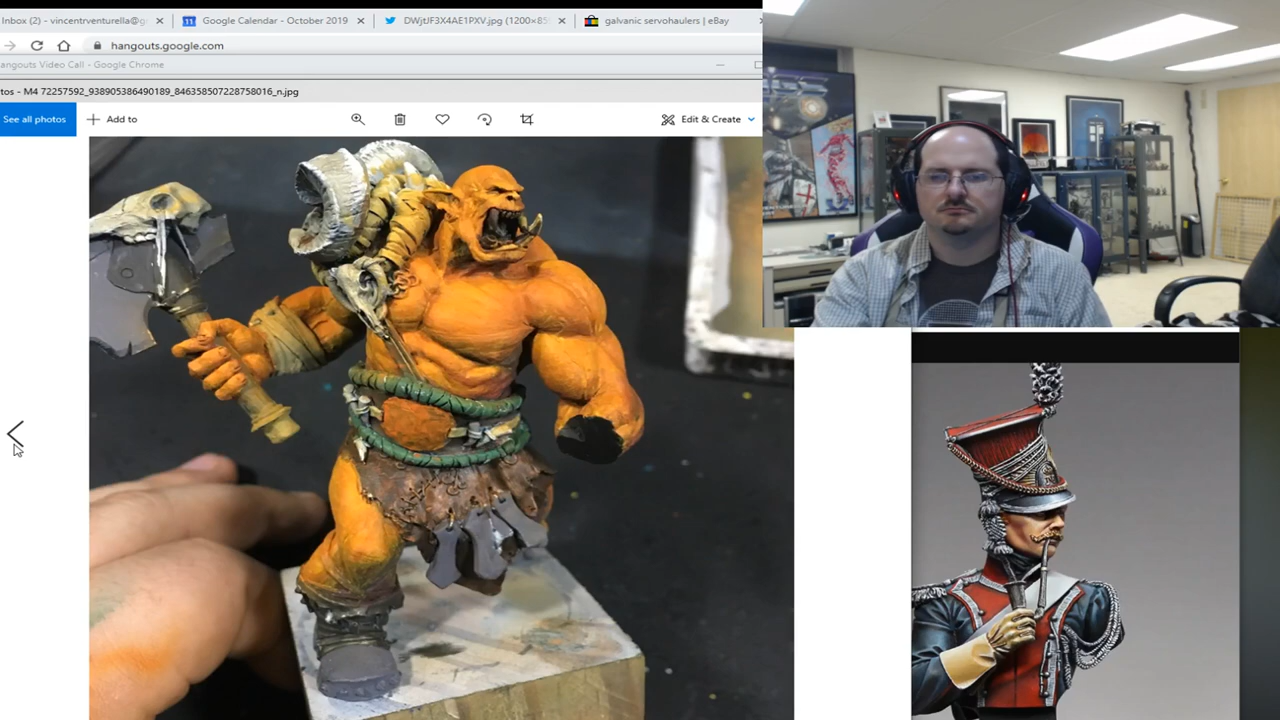 Inbox (2) - vincentrventurella@g
Google Calendar - October 2019
DWjtJF3X4AE1PXV.jpg (1200×85
galvanic servohaulers | eBay
hangouts.google.com
angouts Video Call - Google Chrome
tos - M4 72257592_938905386490189_846358507228758016_n.jpg
See all photos
Add to
Edit & Create